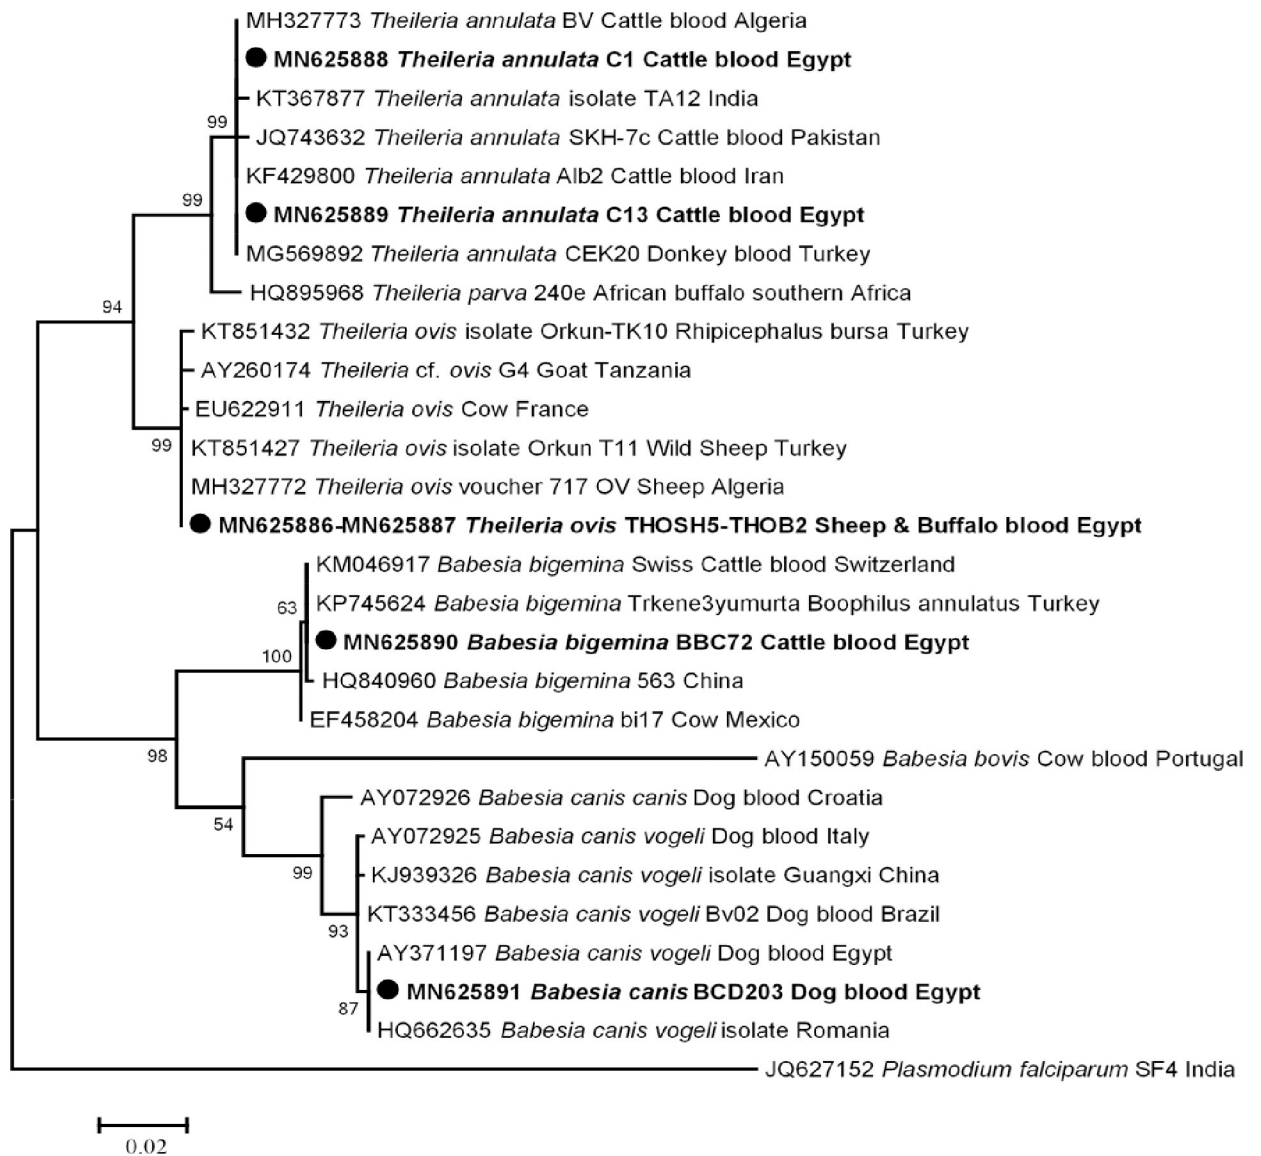 MH327773 Theileria annulata BV Cattle blood Algeria
MN625888 Theileria annulata C1 Cattle blood Egypt
KT367877 Theileria annulata isolate TA12 India
99
JQ743632 Theileria annulata SKH-7c Cattle blood Pakistan
KF429800 Theileria annulata Alb2 Cattle blood Iran
99
MN625889 Theileria annulata C13 Cattle blood Egypt
MG569892 Theileria annulata CEK20 Donkey blood Turkey
HQ895968 Theileria parva 240e African buffalo southern Africa
94
KT851432 Theileria ovis isolate Orkun-TK10 Rhipicephalus bursa Turkey
AY260174 Theileria cf. ovis G4 Goat Tanzania
EU622911 Theileria ovis Cow France
99
KT851427 Theileria ovis isolate Orkun T11 Wild Sheep Turkey
MH327772 Theileria ovis voucher 717 OV Sheep Algeria
MN625886-MN625887 Theileria ovis THOSH5-THOB2 Sheep & Buffalo blood Egypt
KM046917 Babesia bigemina Swiss Cattle blood Switzerland
63
KP745624 Babesia bigemina Trkene3yumurta Boophilus annulatus Turkey
MN625890 Babesia bigemina BBC72 Cattle blood Egypt
100
HQ840960 Babesia bigemina 563 China
EF458204 Babesia bigemina bi17 Cow Mexico
98
AY150059 Babesia bovis Cow blood Portugal
AY072926 Babesia canis canis Dog blood Croatia
54
AY072925 Babesia canis vogeli Dog blood Italy
99
KJ939326 Babesia canis vogeli isolate Guangxi China
KT333456 Babesia canis vogeli Bv02 Dog blood Brazil
93
AY371197 Babesia canis vogeli Dog blood Egypt
MN625891 Babesia canis BCD203 Dog blood Egypt
87
HQ662635 Babesia canis vogeli isolate Romania
JQ627152 Plasmodium falciparum SF4 India
0.02